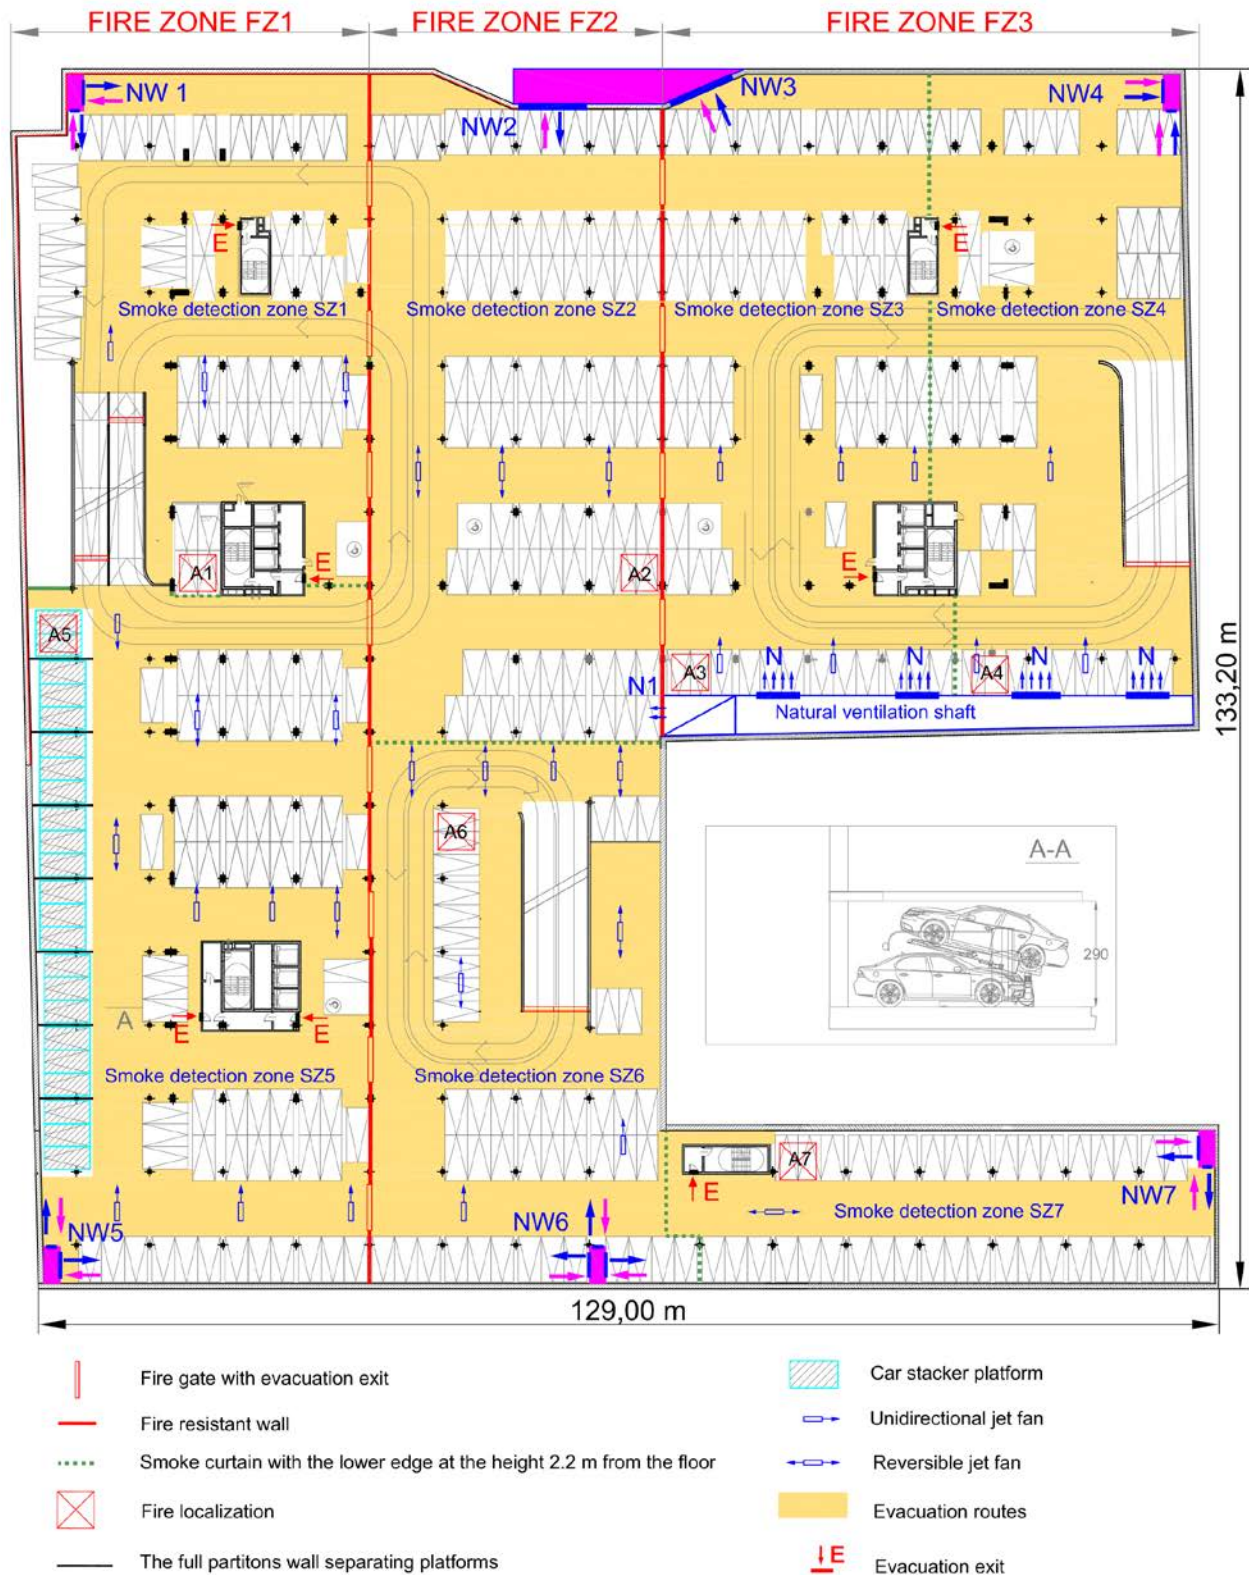 FIRE ZONE FZ1 FIRE ZONE FZ2 FIRE ZONE FZ3
NW 1 NW2 NW3 NW4
E E
Smoke detection zone SZ1 Smoke detection zone SZ2 Smoke detection zone SZ3 Smoke detection zone SZ4
A1 E A2 E
A5
A3 N N A4 N N
N1 Natural ventilation shaft
133,20 m
A6
A-A
290
A E E
Smoke detection zone SZ5 Smoke detection zone SZ6
A7
E NW7
NW5 NW6 Smoke detection zone SZ7
129,00 m
Fire gate with evacuation exit
Fire resistant wall
Smoke curtain with the lower edge at the height 2.2 m from the floor
Fire localization
The full partitons wall separating platforms
Car stacker platform
Unidirectional jet fan
Reversible jet fan
Evacuation routes
E Evacuation exit